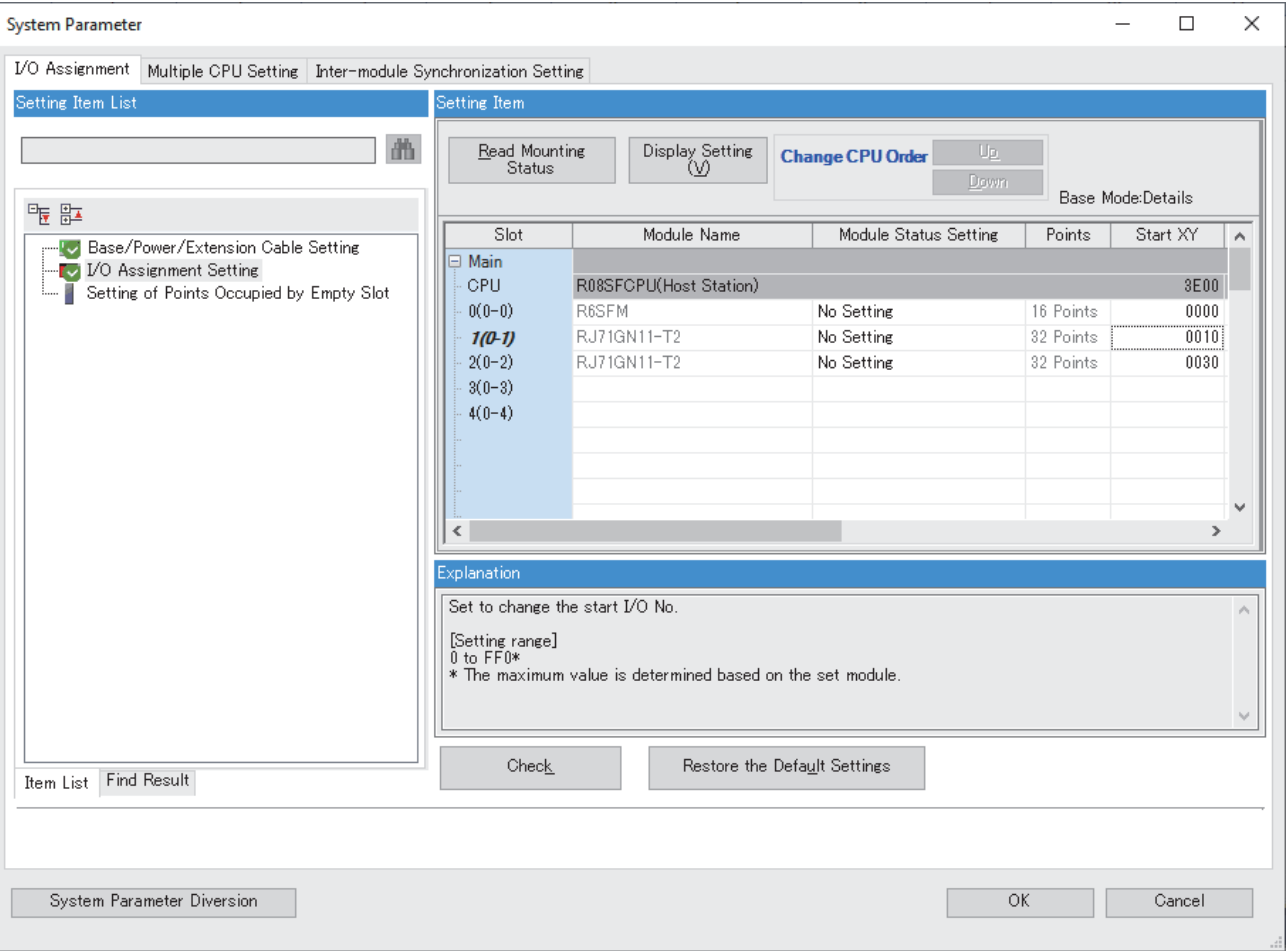 System Parameter
I/O Assignment Multiple CPU Setting Inter-module Synchronization Setting
Setting Item List
Base/Power/Extension Cable Setting
I/O Assignment Setting
Setting of Points Occupied by Empty Slot
Item List Find Result
Setting Item
Read Mounting
Status
Display Setting
(V)
Change CPU Order
Up
Down
Base Mode:Details
Slot Module Name Module Status Setting Points Start XY
Main
CPU R08SFCPU(Host Station) 3E00
0(0-0) R6SFM No Setting 16 Points 0000
1(0-1) RJ71GN11-T2 No Setting 32 Points 0010
2(0-2) RJ71GN11-T2 No Setting 32 Points 0030
3(0-3)
4(0-4)
Explanation
Set to change the start I/O No.
[Setting range]
0 to FF0*
* The maximum value is determined based on the set module.
Check Restore the Default Settings
System Parameter Diversion OK Cancel